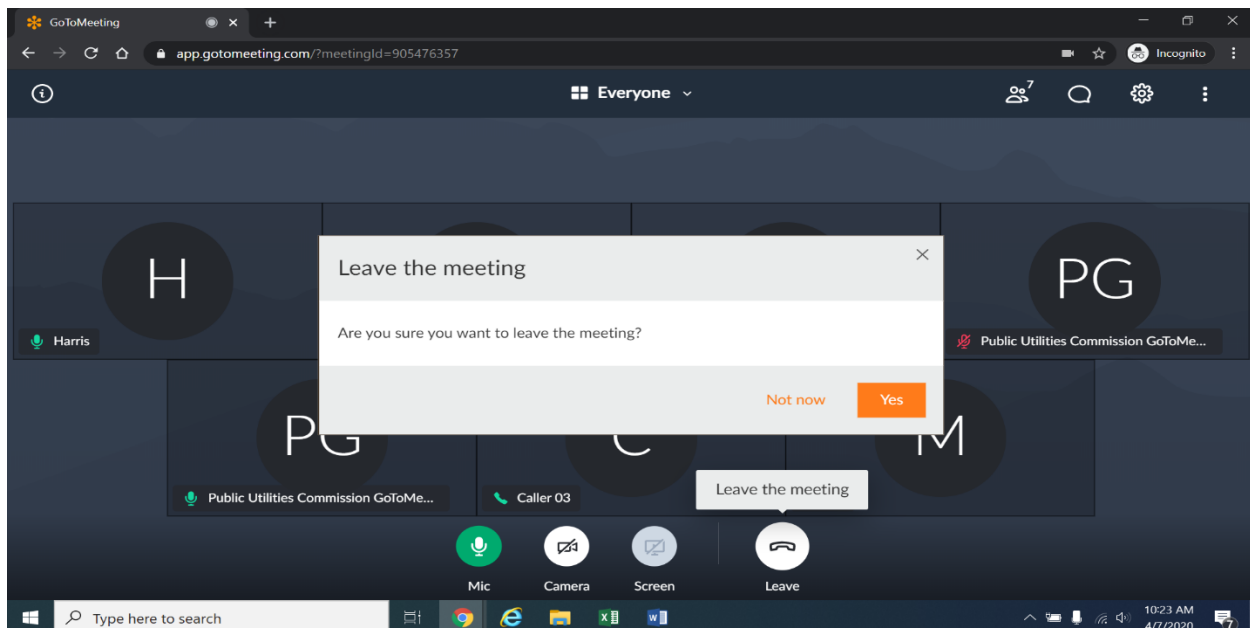 GoToMeeting
app.gotomeeting.com/?meetingId=905476357
Incognito
Everyone
7
H
PG
Harris
Public Utilities Commission GoToMe...
Leave the meeting
Are you sure you want to leave the meeting?
Not now
Yes
PG
C
M
Public Utilities Commission GoToMe...
Caller 03
Leave the meeting
Mic
Camera
Screen
Leave
Type here to search
10:23 AM
4/7/2020
7